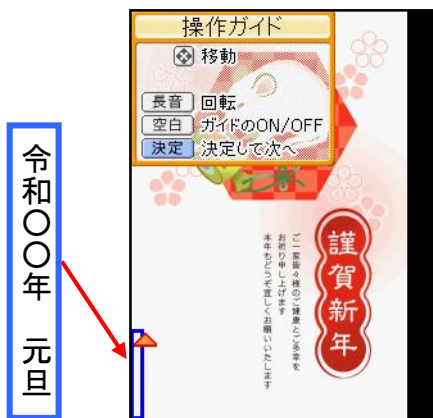 操作ガイド
移動
長音 回転
空白 ガイドのON/OFF
決定 決定して次へ
謹賀新年
ご一家皆々様のご健康とご多幸を
お祈り申し上げます
本年もどうぞ宜しくお願いいたします
令和〇〇年 元旦